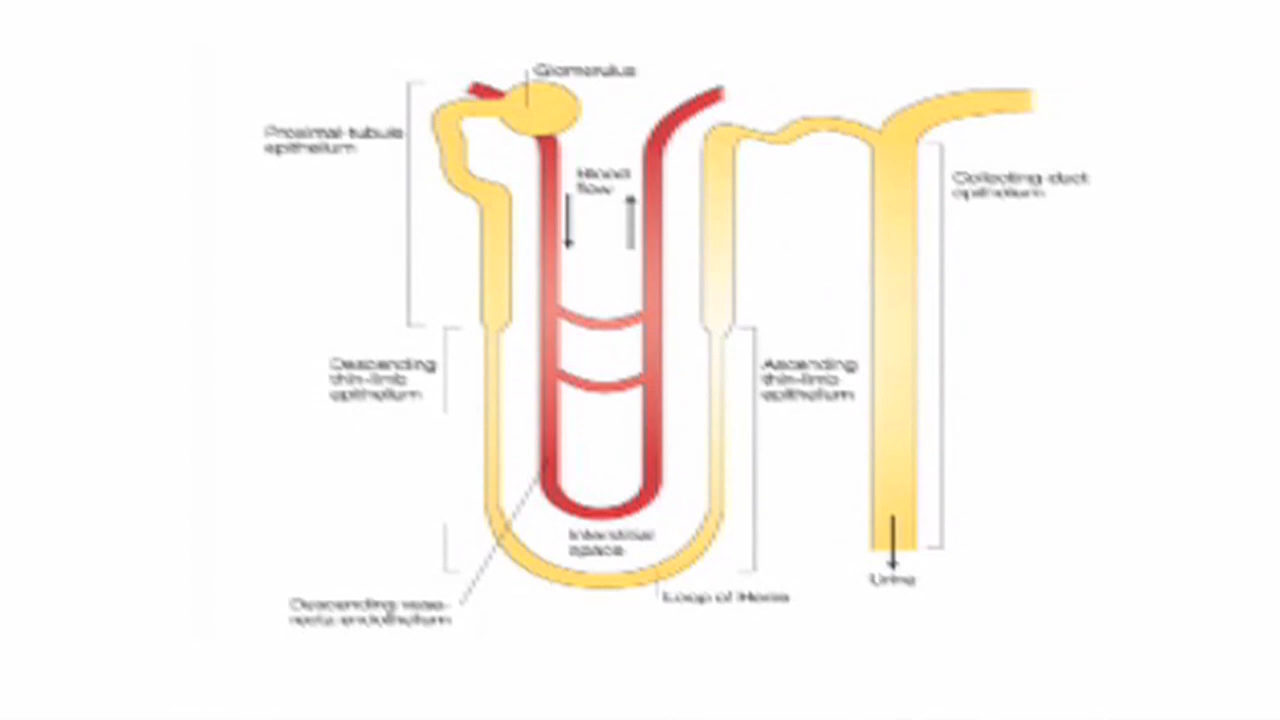 Glomerulus
Proximal-tubule
epithelium
Blood
flow
Collecting-duct
epithelium
Descending
thin-limb
epithelium
Ascending
thin-limb
epithelium
Interstitial
space
Urine
Loop of Henle
Descending vasa-
recta endothelium